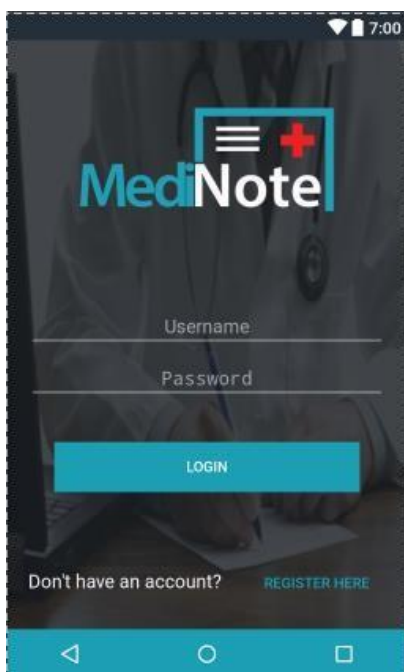 7:00
MediNote
Username
Password
LOGIN
Don't have an account? REGISTER HERE